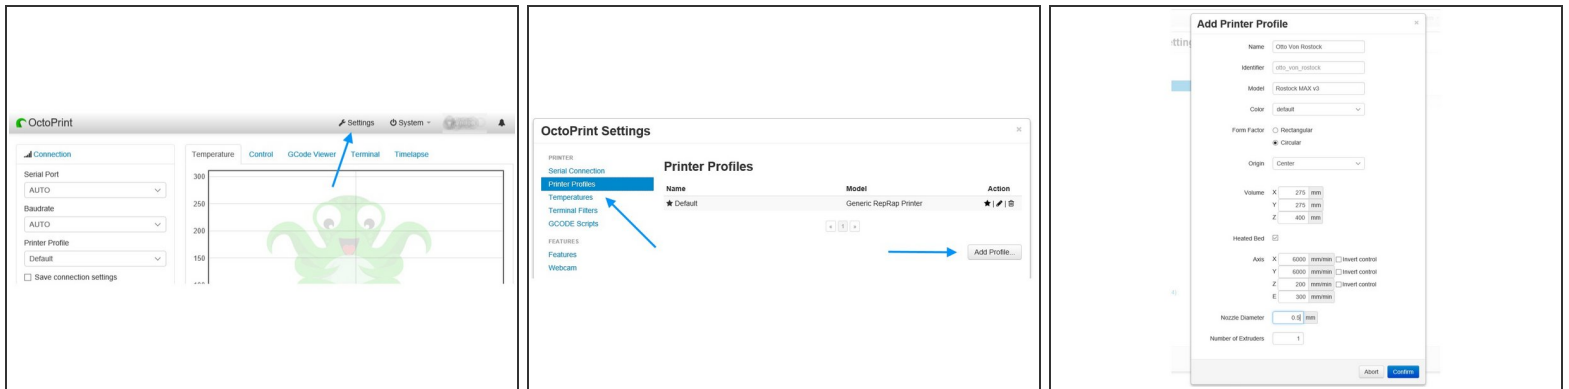 OctoPrint
Settings
System
Connection
Serial Port
AUTO
Baudrate
AUTO
Printer Profile
Default
Save connection settings
Temperature Control GCode Viewer Terminal Timelapse
300
250
200
150
OctoPrint Settings
×
PRINTER
Serial Connection
Printer Profiles
Temperatures
Terminal Filters
GCODE Scripts
FEATURES
Features
Webcam
Printer Profiles
Name Model Action
Default Generic RepRap Printer | |
« 1 »
Add Profile...
Add Printer Profile
×
Name Otto Von Rostock
Identifier otto_von_rostock
Model Rostock MAX v3
Color default
Form Factor Rectangular
Circular
Origin Center
Volume X 275 mm
Y 275 mm
Z 400 mm
Heated Bed
Axis X 6000 mm/min Invert control
Y 6000 mm/min Invert control
Z 200 mm/min Invert control
E 300 mm/min
Nozzle Diameter 0.5 mm
Number of Extruders 1
Abort Confirm